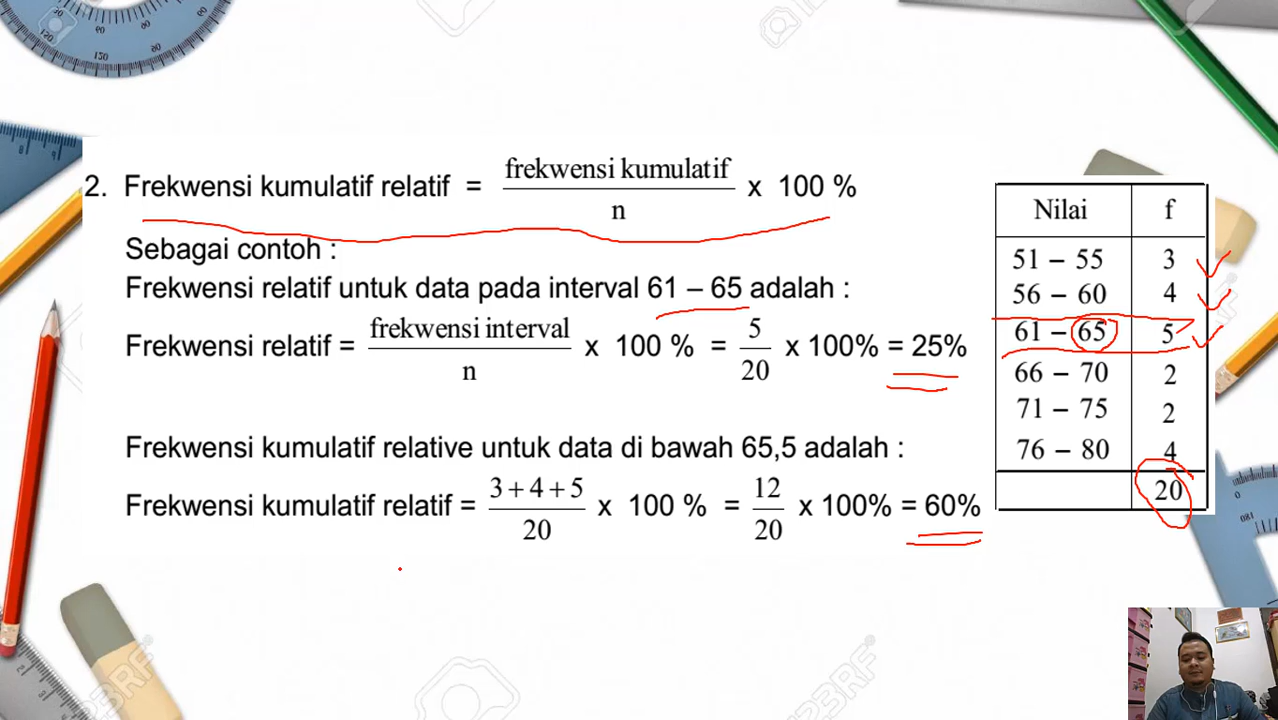 2. Frekwensi kumulatif relatif = frekwensi kumulatif / n x 100 %
Sebagai contoh :
Frekwensi relatif untuk data pada interval 61 – 65 adalah :
Frekwensi relatif = frekwensi interval / n x 100 % = 5 / 20 x 100% = 25%
Frekwensi kumulatif relative untuk data di bawah 65,5 adalah :
Frekwensi kumulatif relatif = 3+4+5 / 20 x 100 % = 12 / 20 x 100% = 60%
Nilai f
51 – 55 3
56 – 60 4
61 – 65 5
66 – 70 2
71 – 75 2
76 – 80 4
20
123RF
123RF